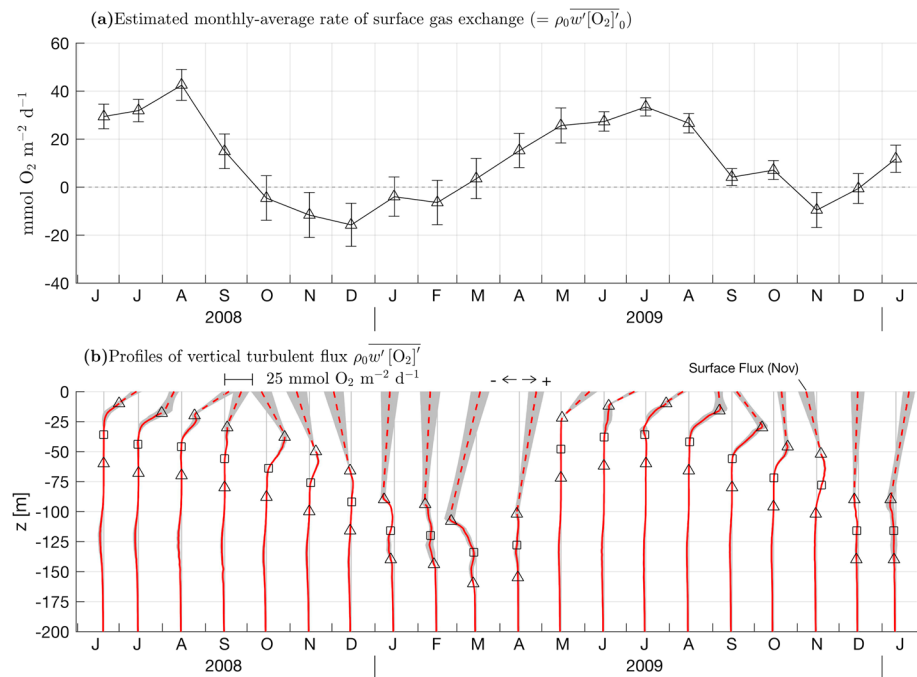 (a)Estimated monthly-average rate of surface gas exchange (= ρ₀w′[O₂]′₀)
60
40
20
0
-20
-40
mmol O₂ m⁻² d⁻¹
J J A S O N D J F M A M J J A S O N D J
2008 2009
(b)Profiles of vertical turbulent flux ρ₀w′ [O₂]′
25 mmol O₂ m⁻² d⁻¹
- ↔ +
Surface Flux (Nov)
0
-25
-50
-75
-100
-125
-150
-175
-200
z [m]
J J A S O N D J F M A M J J A S O N D J
2008 2009